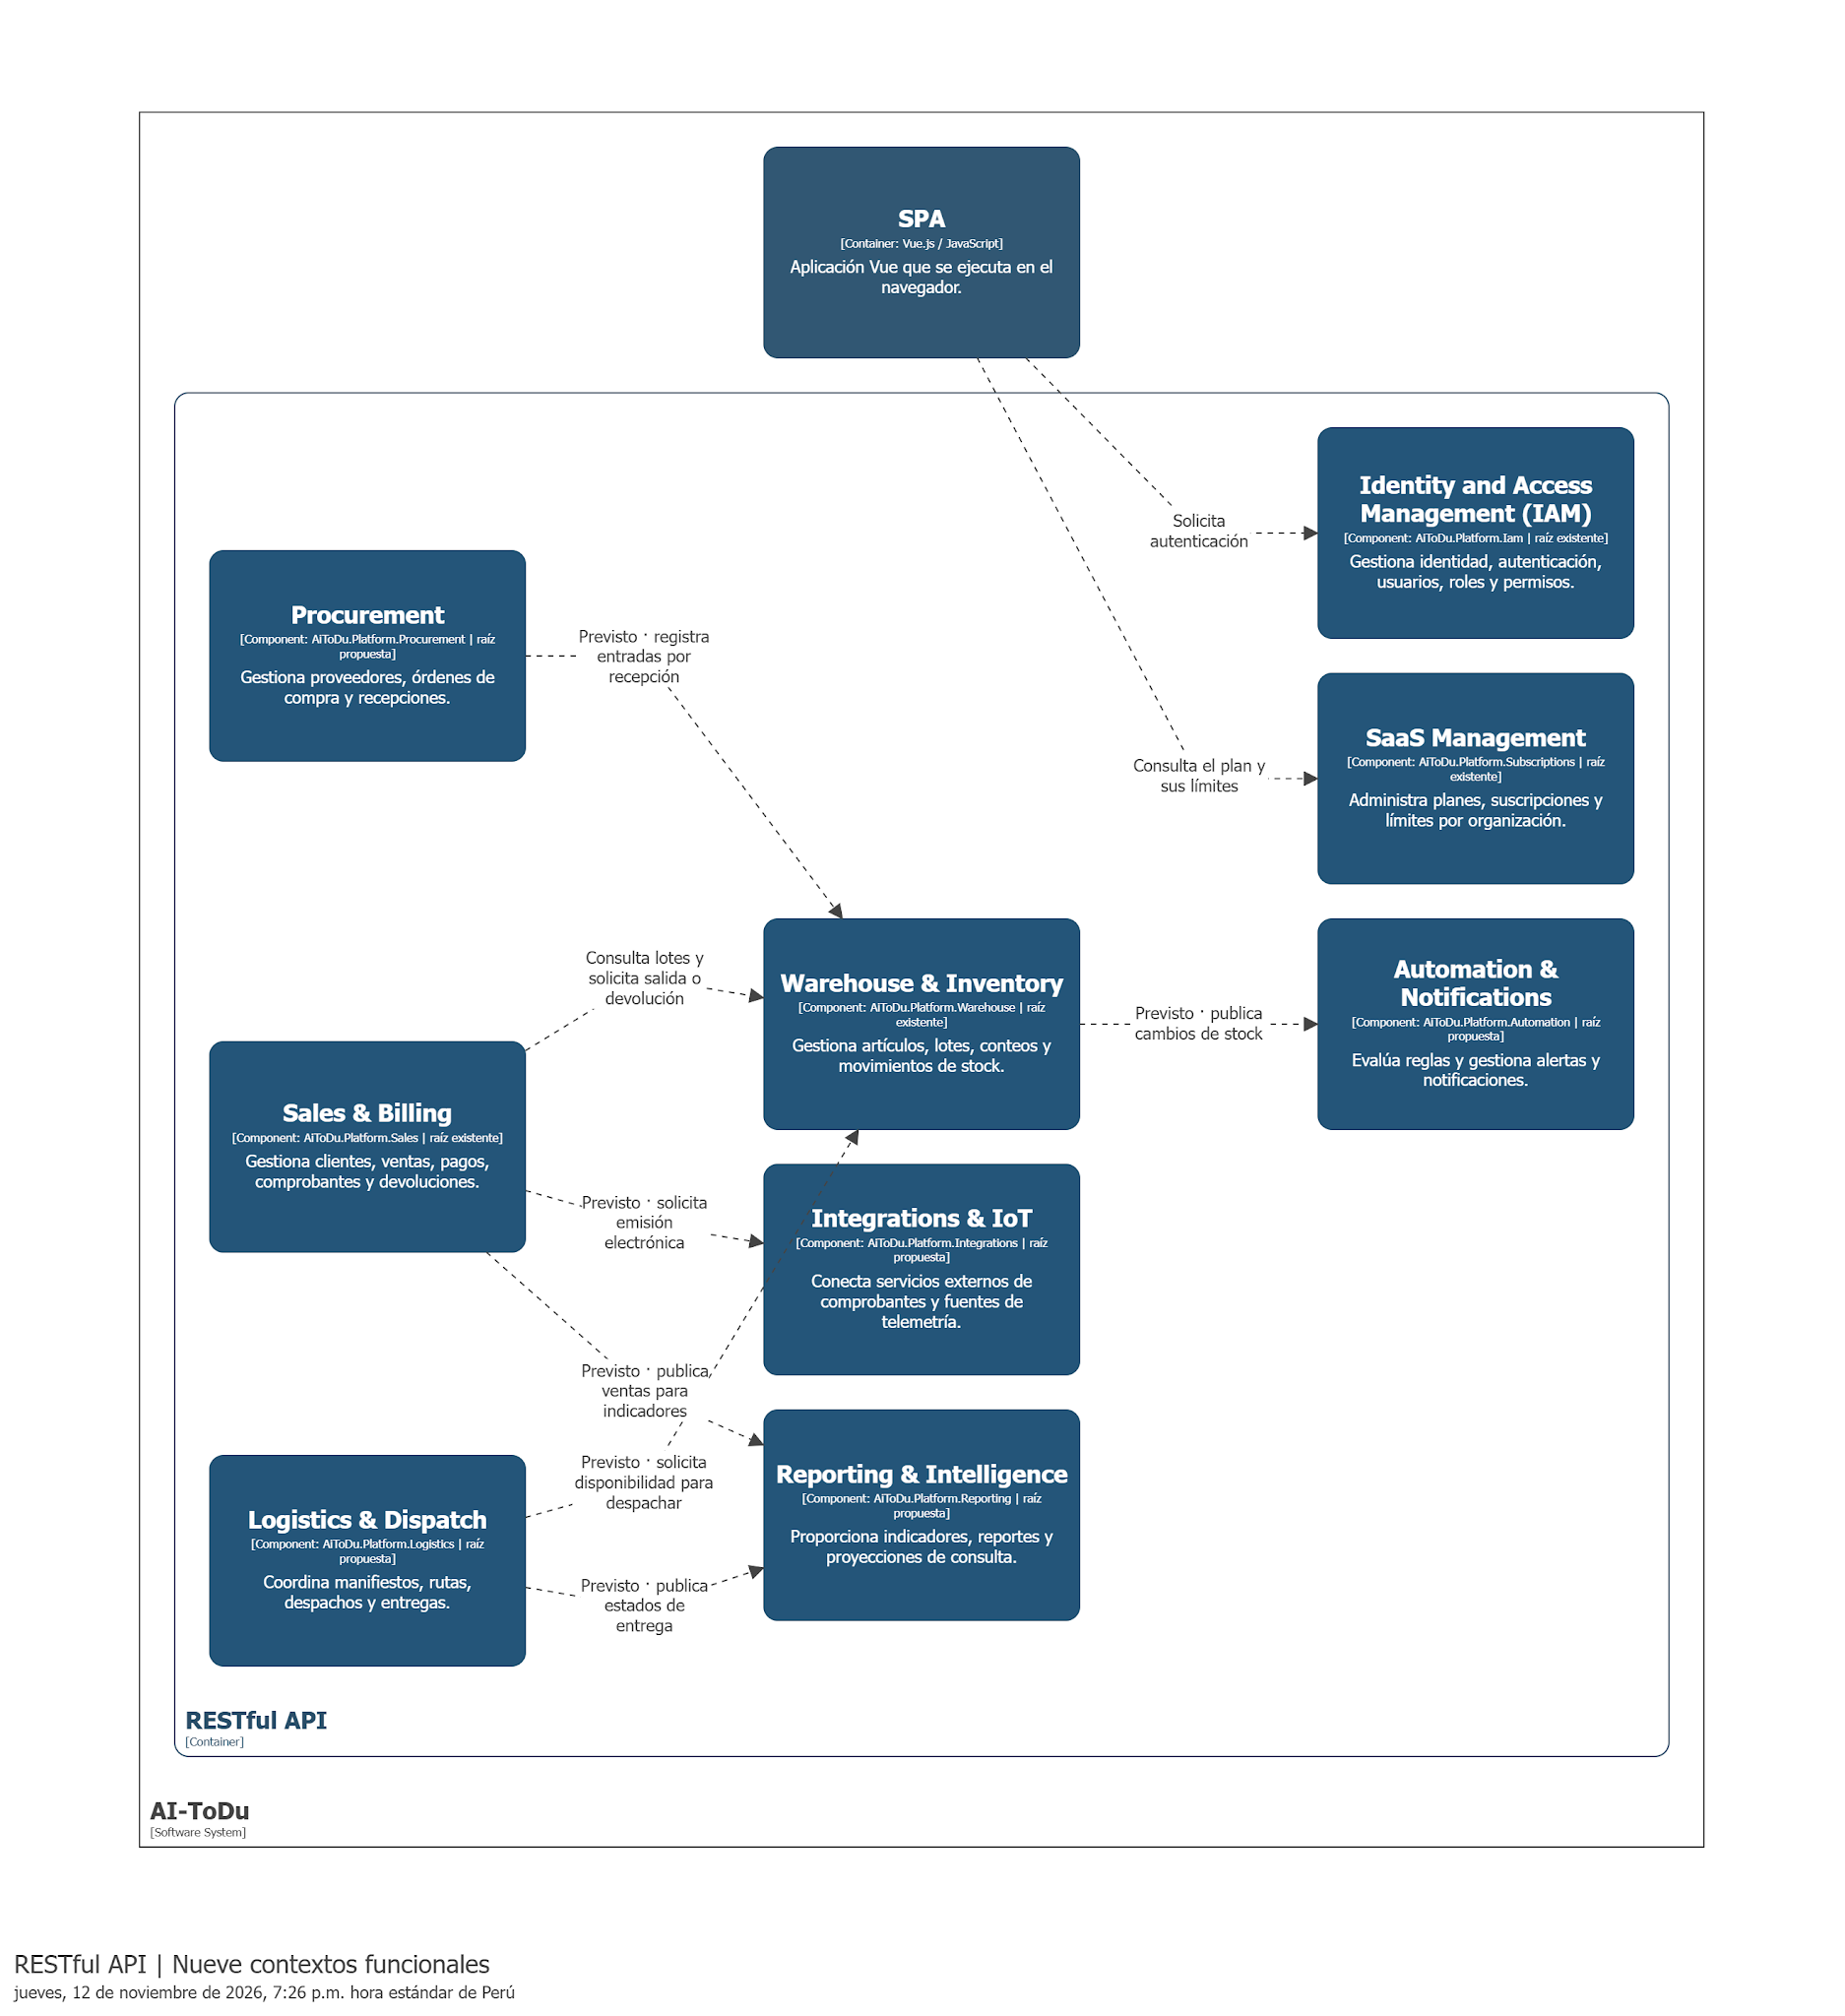 SPA
[Container: Vue.js / JavaScript]
Aplicación Vue que se ejecuta en el
navegador.
Identity and Access
Management (IAM)
[Component: AiToDu.Platform.Iam | raíz existente]
Gestiona identidad, autenticación,
usuarios, roles y permisos.
Solicita
autenticación
Procurement
[Component: AiToDu.Platform.Procurement | raíz
propuesta]
Gestiona proveedores, órdenes de
compra y recepciones.
Previsto · registra
entradas por
recepción
SaaS Management
[Component: AiToDu.Platform.Subscriptions | raíz
existente]
Administra planes, suscripciones y
límites por organización.
Consulta el plan y
sus límites
Consulta lotes y
solicita salida o
devolución
Warehouse & Inventory
[Component: AiToDu.Platform.Warehouse | raíz
existente]
Gestiona artículos, lotes, conteos y
movimientos de stock.
Previsto · publica
cambios de stock
Automation &
Notifications
[Component: AiToDu.Platform.Automation | raíz
propuesta]
Evalúa reglas y gestiona alertas y
notificaciones.
Sales & Billing
[Component: AiToDu.Platform.Sales | raíz existente]
Gestiona clientes, ventas, pagos,
comprobantes y devoluciones.
Previsto · solicita
emisión
electrónica
Integrations & IoT
[Component: AiToDu.Platform.Integrations | raíz
propuesta]
Conecta servicios externos de
comprobantes y fuentes de
telemetría.
Previsto · publica
ventas para
indicadores
Previsto · solicita
disponibilidad para
despachar
Reporting & Intelligence
[Component: AiToDu.Platform.Reporting | raíz
propuesta]
Proporciona indicadores, reportes y
proyecciones de consulta.
Logistics & Dispatch
[Component: AiToDu.Platform.Logistics | raíz
propuesta]
Coordina manifiestos, rutas,
despachos y entregas.
Previsto · publica
estados de
entrega
RESTful API
[Container]
AI-ToDu
[Software System]
RESTful API | Nueve contextos funcionales
jueves, 12 de noviembre de 2026, 7:26 p.m. hora estándar de Perú